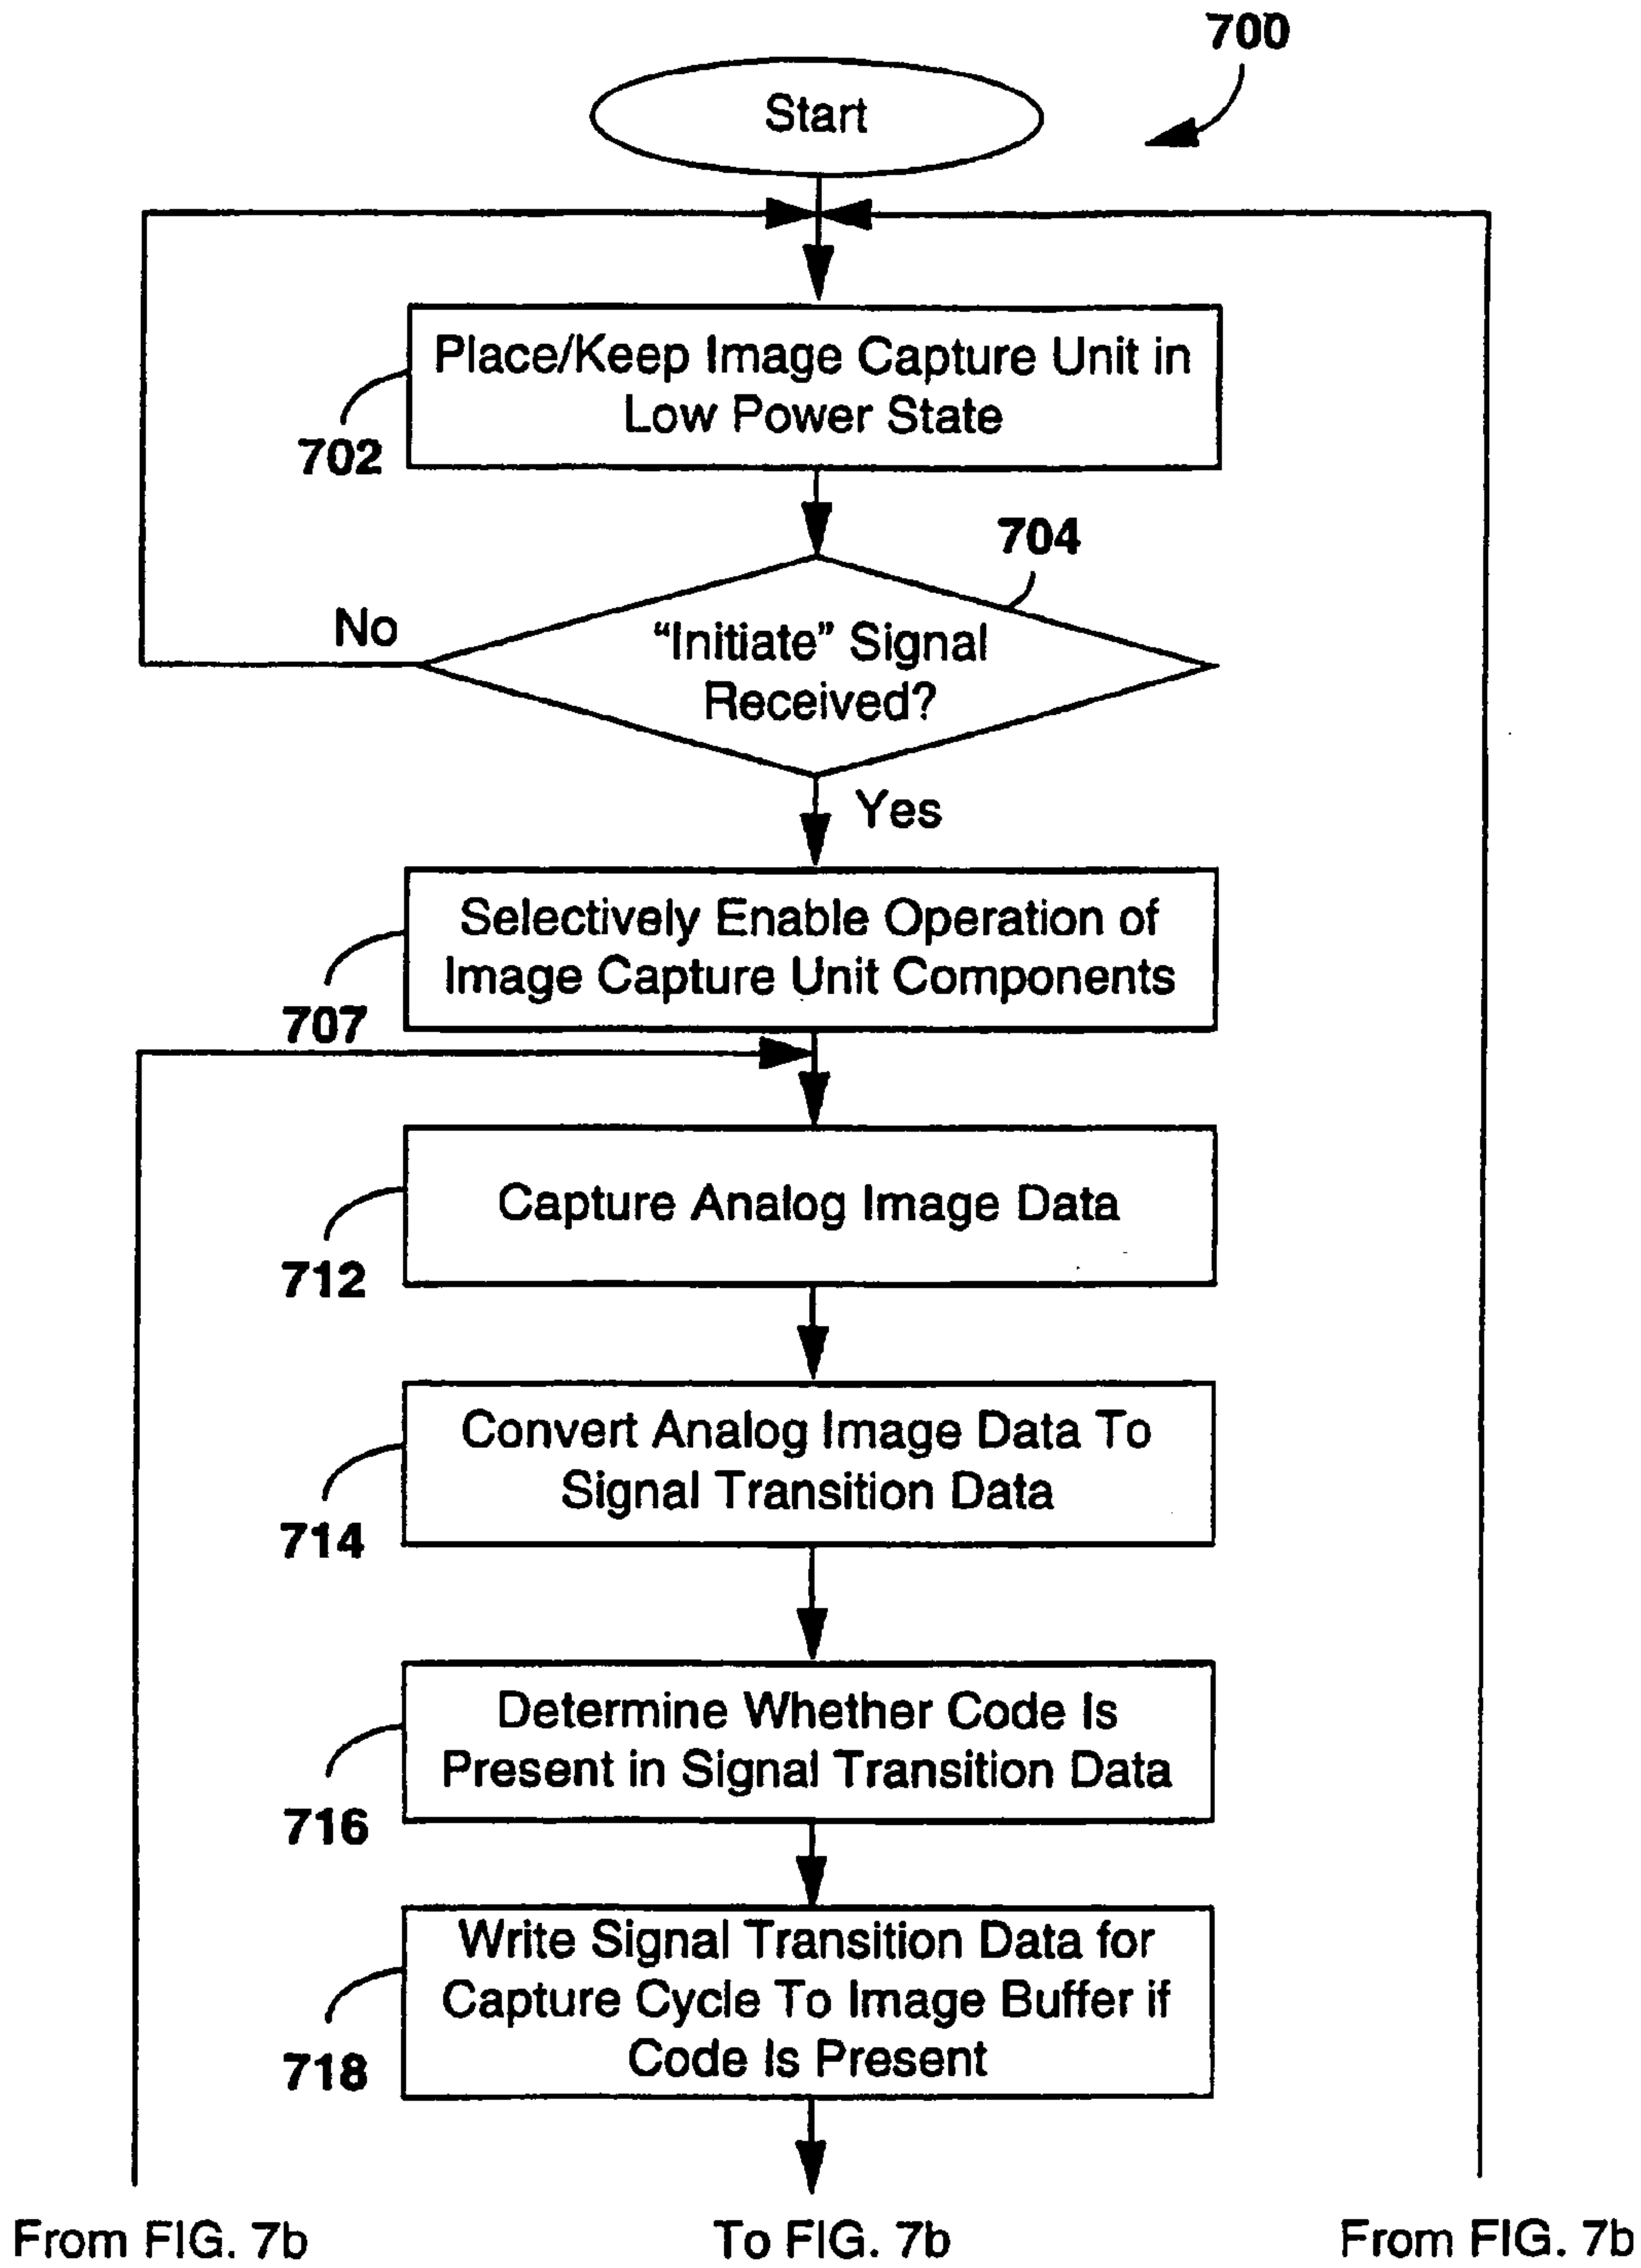 700
Start
Place/Keep Image Capture Unit in
Low Power State
702
704
No
“Initiate” Signal
Received?
Yes
Selectively Enable Operation of
Image Capture Unit Components
707
Capture Analog Image Data
712
Convert Analog Image Data To
Signal Transition Data
714
Determine Whether Code Is
Present in Signal Transition Data
716
Write Signal Transition Data for
Capture Cycle To Image Buffer if
Code Is Present
718
From FIG. 7b
To FIG. 7b
From FIG. 7b